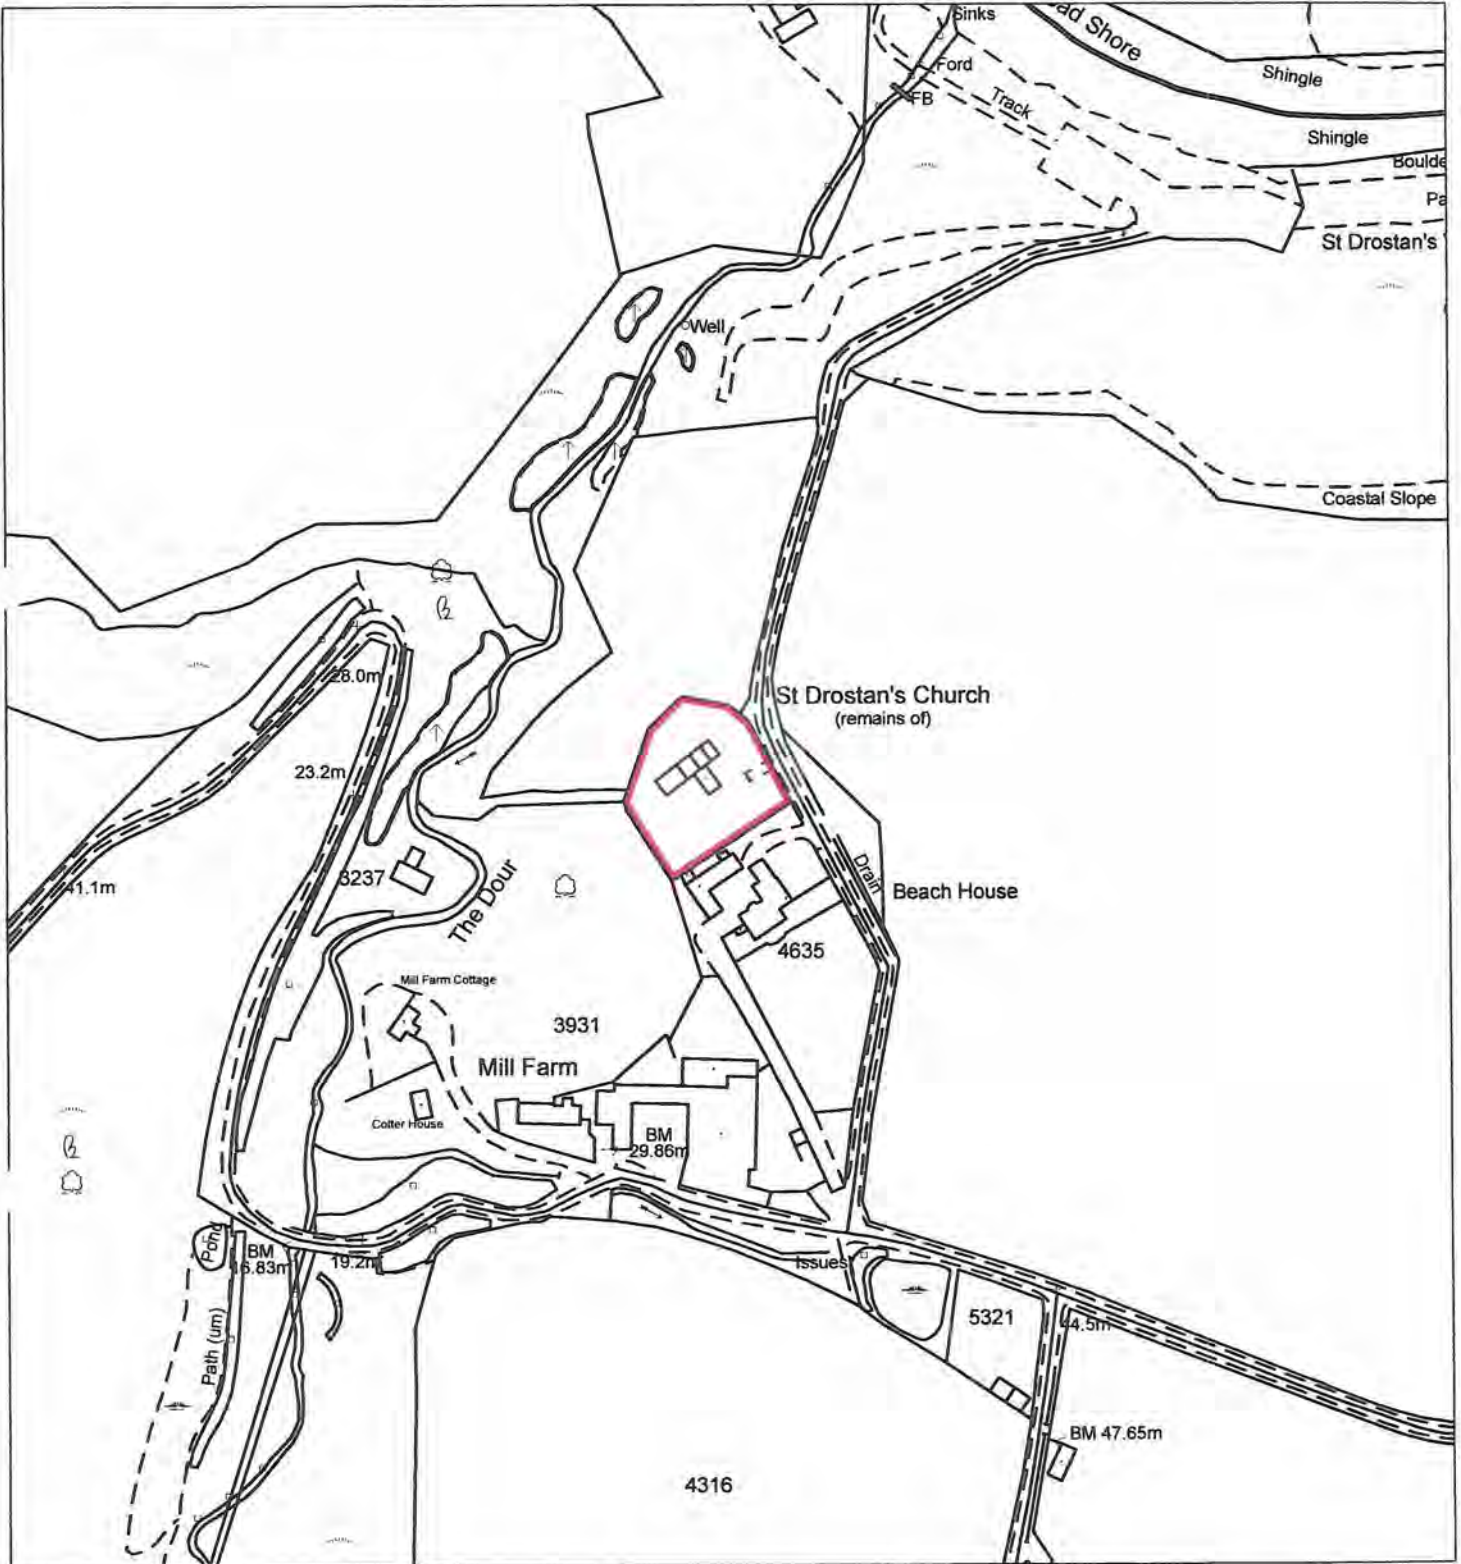 Sinks
ad Shore
Ford
Shingle
FB
Track
Shingle
Boulde
Pa
St Drostan's
Well
Coastal Slope
28.0m
St Drostan's Church
(remains of)
23.2m
3237
41.1m
The Dour
Drain
Beach House
4635
Mill Farm Cottage
3931
Mill Farm
Cotter House
BM
29.86m
Pond
BM
16.83m
19.2m
Issues
5321
44.5m
Path (um)
BM 47.65m
4316